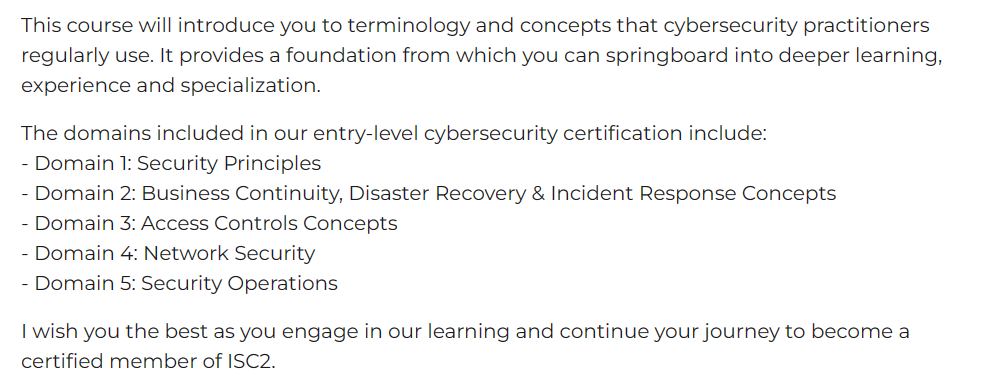 This course will introduce you to terminology and concepts that cybersecurity practitioners
regularly use. It provides a foundation from which you can springboard into deeper learning,
experience and specialization.
The domains included in our entry-level cybersecurity certification include:
- Domain 1: Security Principles
- Domain 2: Business Continuity, Disaster Recovery & Incident Response Concepts
- Domain 3: Access Controls Concepts
- Domain 4: Network Security
- Domain 5: Security Operations
I wish you the best as you engage in our learning and continue your journey to become a
certified member of ISC2.